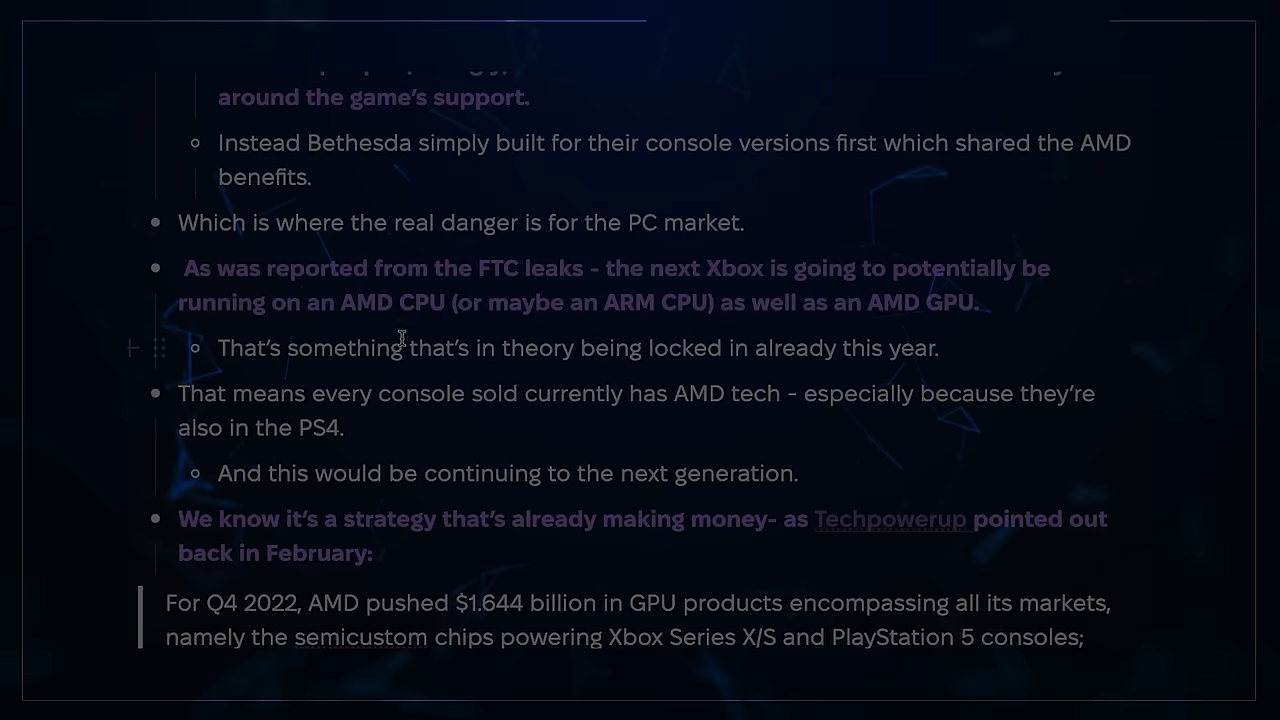 around the game's support.
Instead Bethesda simply built for their console versions first which shared the AMD
benefits.
Which is where the real danger is for the PC market.
As was reported from the FTC leaks - the next Xbox is going to potentially be
running on an AMD CPU (or maybe an ARM CPU) as well as an AMD GPU.
That's something that's in theory being locked in already this year.
That means every console sold currently has AMD tech - especially because they're
also in the PS4.
And this would be continuing to the next generation.
We know it's a strategy that's already making money- as Techpowerup pointed out
back in February:
For Q4 2022, AMD pushed $1.644 billion in GPU products encompassing all its markets,
namely the semicustom chips powering Xbox Series X/S and PlayStation 5 consoles;